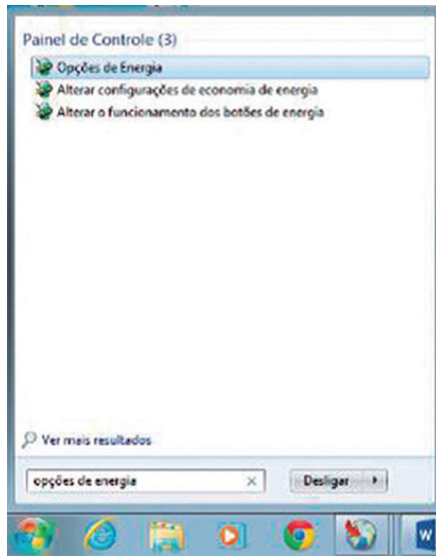 Painel de Controle (3)
Opções de Energia
Alterar configurações de economia de energia
Alterar o funcionamento dos botões de energia
Ver mais resultados
opções de energia
Desligar
W